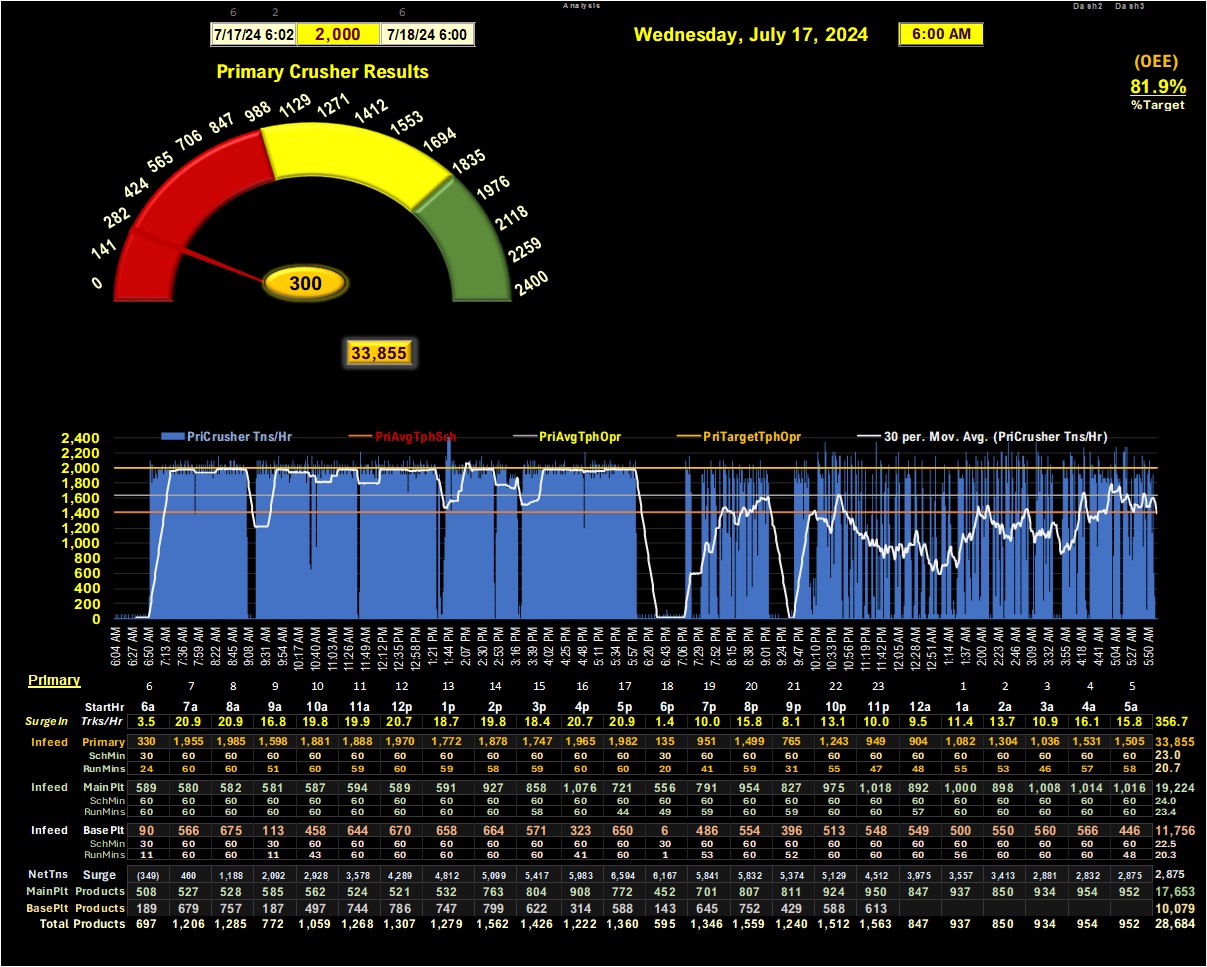 Analysis Dash2 Dash3
6 2 6
7/17/24 6:02 2,000 7/18/24 6:00 Wednesday, July 17, 2024 6:00 AM
(OEE)
81.9%
%Target
Primary Crusher Results
0 141 282 424 565 706 847 988 1129 1271 1412 1553 1694 1835 1976 2118 2259 2400
300
33,855
PriCrusher Tns/Hr PriAvgTphSch PriAvgTphOpr PriTargetTphOpr 30 per. Mov. Avg. (PriCrusher Tns/Hr)
2,400
2,200
2,000
1,800
1,600
1,400
1,200
1,000
800
600
400
200
0
6:04 AM 6:27 AM 6:50 AM 7:13 AM 7:36 AM 7:59 AM 8:22 AM 8:45 AM 9:08 AM 9:31 AM 9:54 AM 10:17 AM 10:40 AM 11:03 AM 11:26 AM 11:49 AM 12:12 PM 12:35 PM 12:58 PM 1:21 PM 1:44 PM 2:07 PM 2:30 PM 2:53 PM 3:16 PM 3:39 PM 4:02 PM 4:25 PM 4:48 PM 5:11 PM 5:34 PM 5:57 PM 6:20 PM 6:43 PM 7:06 PM 7:29 PM 7:52 PM 8:15 PM 8:38 PM 9:01 PM 9:24 PM 9:47 PM 10:10 PM 10:33 PM 10:56 PM 11:19 PM 11:42 PM 12:05 AM 12:28 AM 12:51 AM 1:14 AM 1:37 AM 2:00 AM 2:23 AM 2:46 AM 3:09 AM 3:32 AM 3:55 AM 4:18 AM 4:41 AM 5:04 AM 5:27 AM 5:50 AM
Primary
6 7 8 9 10 11 12 13 14 15 16 17 18 19 20 21 22 23 1 2 3 4 5
StartHr 6a 7a 8a 9a 10a 11a 12p 1p 2p 3p 4p 5p 6p 7p 8p 9p 10p 11p 12a 1a 2a 3a 4a 5a
SurgeIn Trks/Hr 3.5 20.9 20.9 16.8 19.8 19.9 20.7 18.7 19.8 18.4 20.7 20.9 1.4 10.0 15.8 8.1 13.1 10.0 9.5 11.4 13.7 10.9 16.1 15.8 356.7
Infeed Primary 330 1,955 1,985 1,598 1,881 1,888 1,970 1,772 1,878 1,747 1,965 1,982 135 951 1,499 765 1,243 949 904 1,082 1,304 1,036 1,531 1,505 33,855
SchMin 30 60 60 60 60 60 60 60 60 60 60 60 30 60 60 60 60 60 60 60 60 60 60 60 23.0
RunMins 24 60 60 51 60 59 60 59 58 59 60 60 20 41 59 31 55 47 48 55 53 46 57 58 20.7
Infeed MainPlt 589 580 582 581 587 594 589 591 927 858 1,076 721 556 791 954 827 975 1,018 892 1,000 898 1,008 1,014 1,016 19,224
SchMin 60 60 60 60 60 60 60 60 60 60 60 60 60 60 60 60 60 60 60 60 60 60 60 60 24.0
RunMins 60 60 60 60 60 60 60 60 60 58 60 44 49 60 60 60 60 60 57 60 60 60 60 60 23.4
Infeed BasePlt 90 566 675 113 458 644 670 658 664 571 323 650 6 486 554 396 513 548 549 500 550 560 566 446 11,756
SchMin 30 60 60 30 60 60 60 60 60 60 60 60 30 60 60 60 60 60 60 60 60 60 60 60 22.5
RunMins 11 60 60 11 43 60 60 60 60 60 41 60 1 53 60 52 60 60 60 56 60 60 60 48 20.3
NetTns Surge (349) 460 1,188 2,092 2,928 3,578 4,289 4,812 5,099 5,417 5,983 6,594 6,167 5,841 5,832 5,374 5,129 4,512 3,975 3,557 3,413 2,881 2,832 2,875 2,875
MainPlt Products 508 527 528 585 562 524 521 532 763 804 908 772 452 701 807 811 924 950 847 937 850 934 954 952 17,653
BasePlt Products 189 679 757 187 497 744 786 747 799 622 314 588 143 645 752 429 588 613 10,079
Total Products 697 1,206 1,285 772 1,059 1,268 1,307 1,279 1,562 1,426 1,222 1,360 595 1,346 1,559 1,240 1,512 1,563 847 937 850 934 954 952 28,684